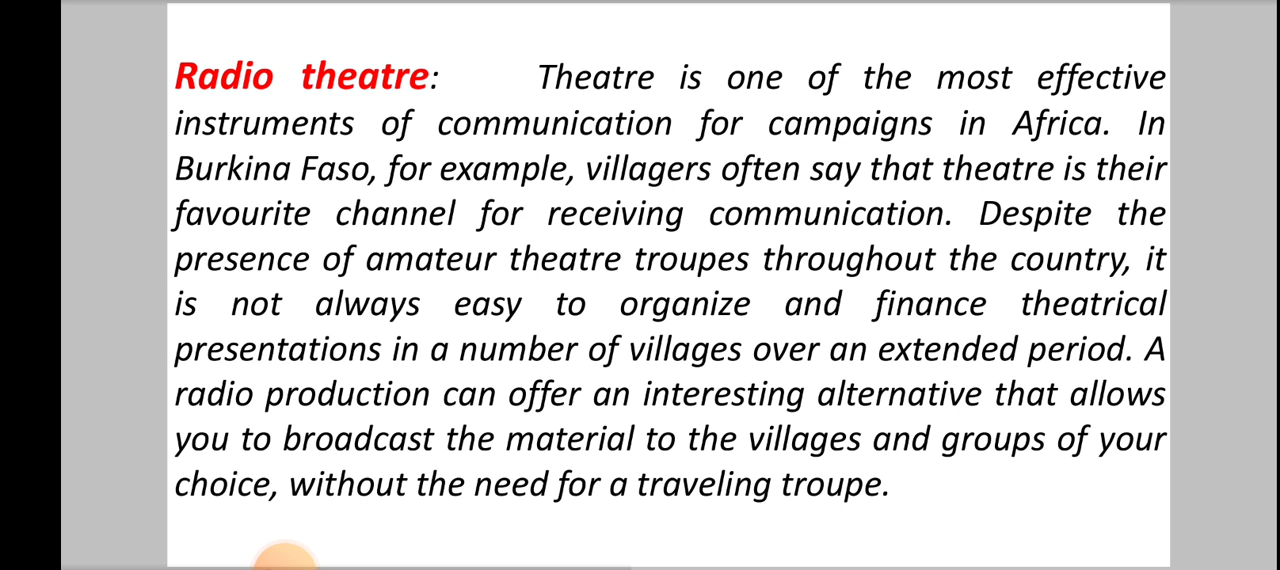 Radio theatre: Theatre is one of the most effective
instruments of communication for campaigns in Africa. In
Burkina Faso, for example, villagers often say that theatre is their
favourite channel for receiving communication. Despite the
presence of amateur theatre troupes throughout the country, it
is not always easy to organize and finance theatrical
presentations in a number of villages over an extended period. A
radio production can offer an interesting alternative that allows
you to broadcast the material to the villages and groups of your
choice, without the need for a traveling troupe.